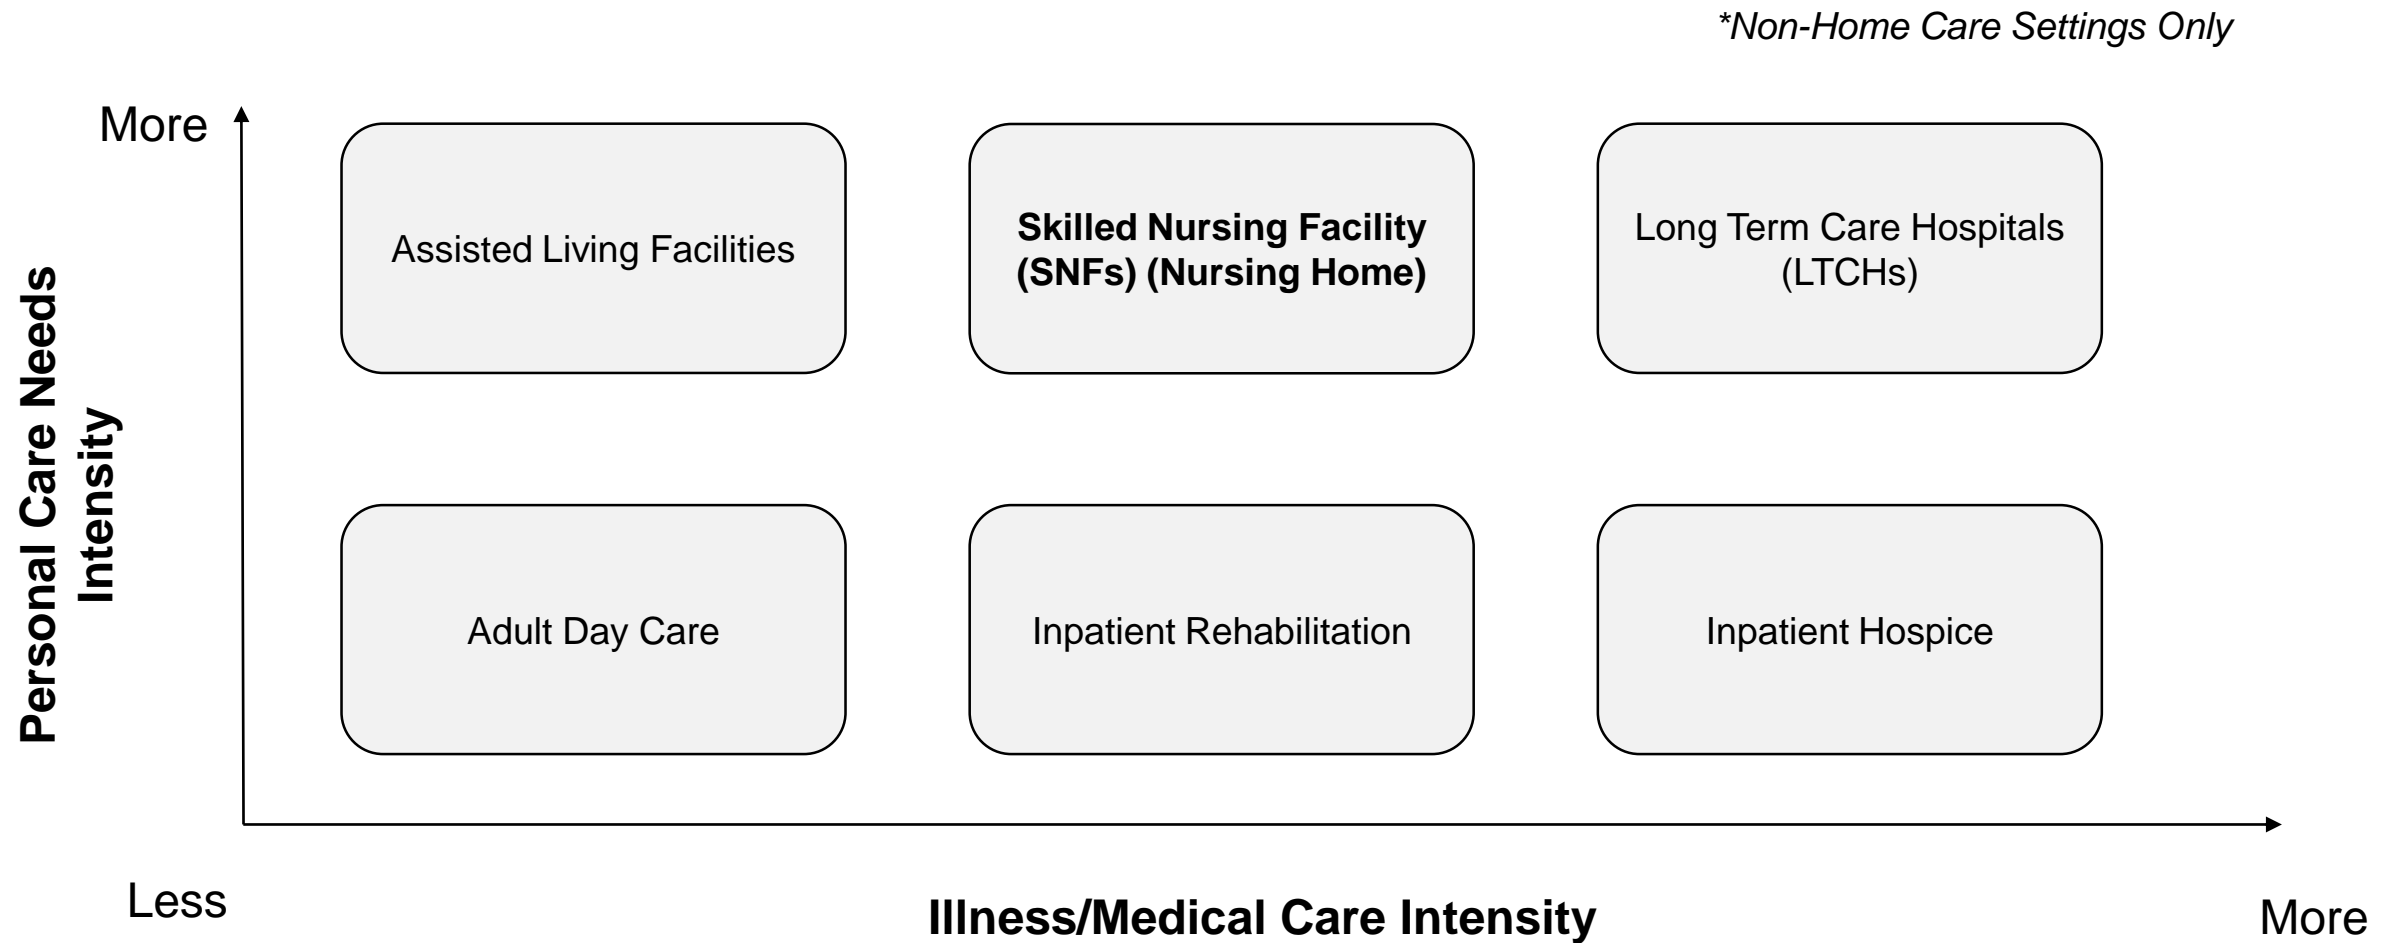 *Non-Home Care Settings Only
More
Assisted Living Facilities
Skilled Nursing Facility
(SNFs) (Nursing Home)
Long Term Care Hospitals
(LTCHs)
Personal Care Needs
Intensity
Adult Day Care
Inpatient Rehabilitation
Inpatient Hospice
Less
Illness/Medical Care Intensity
More